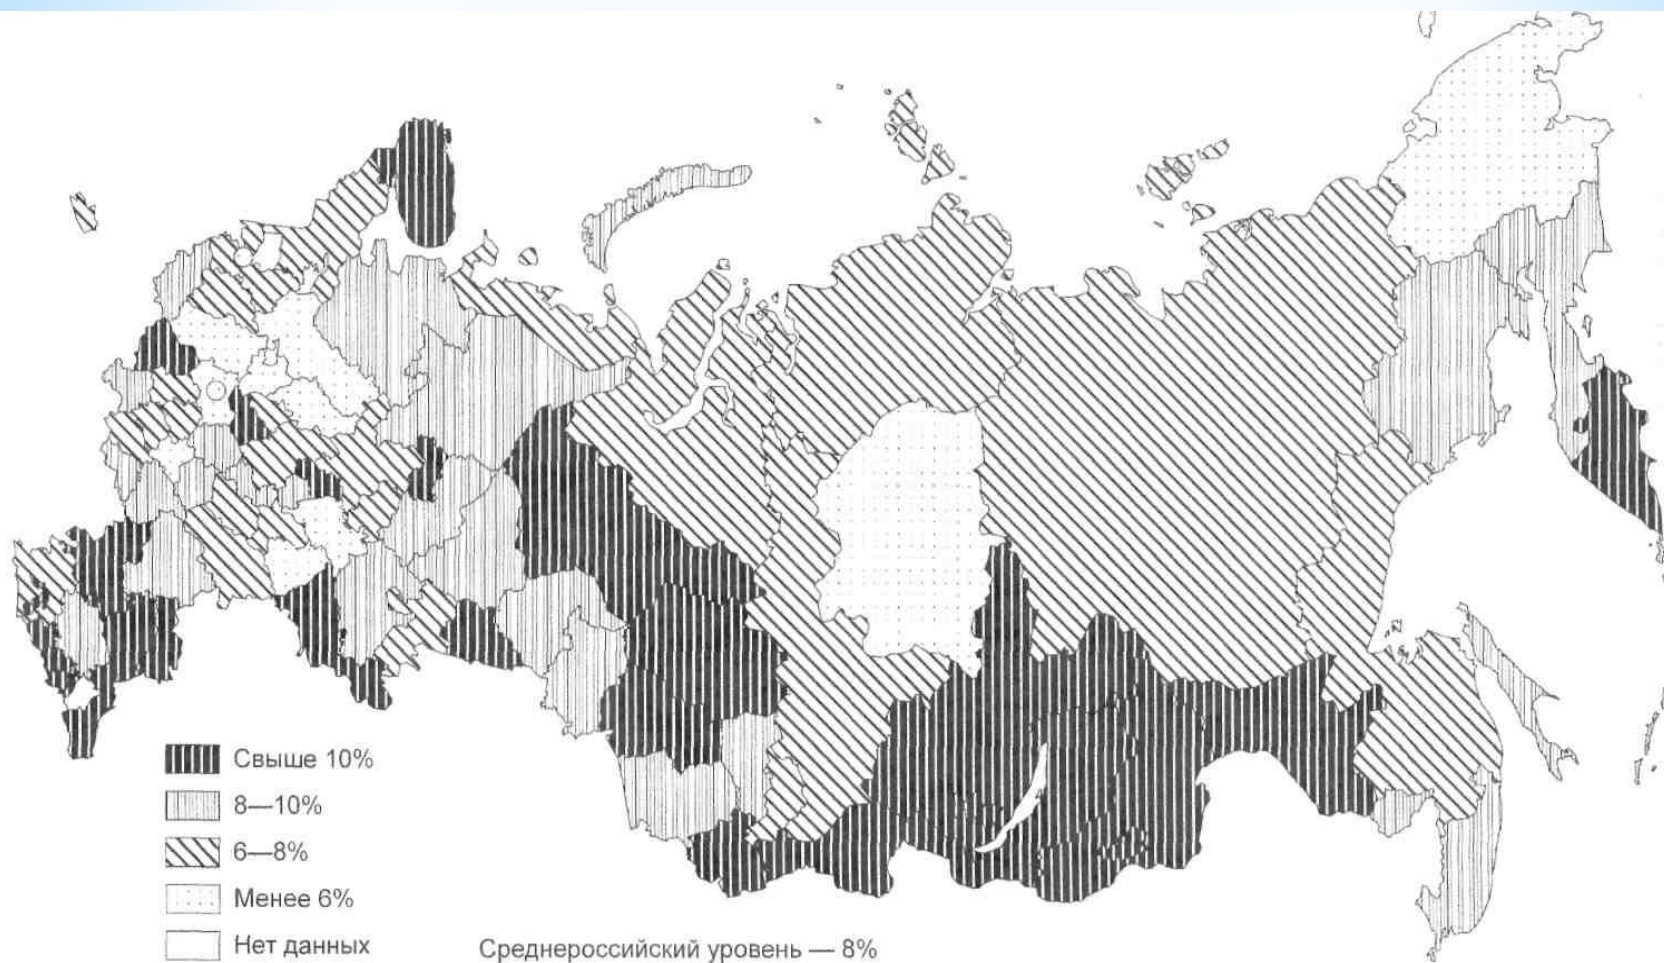 Свыше 10%
8—10%
6—8%
Менее 6%
Нет данных
Среднероссийский уровень — 8%